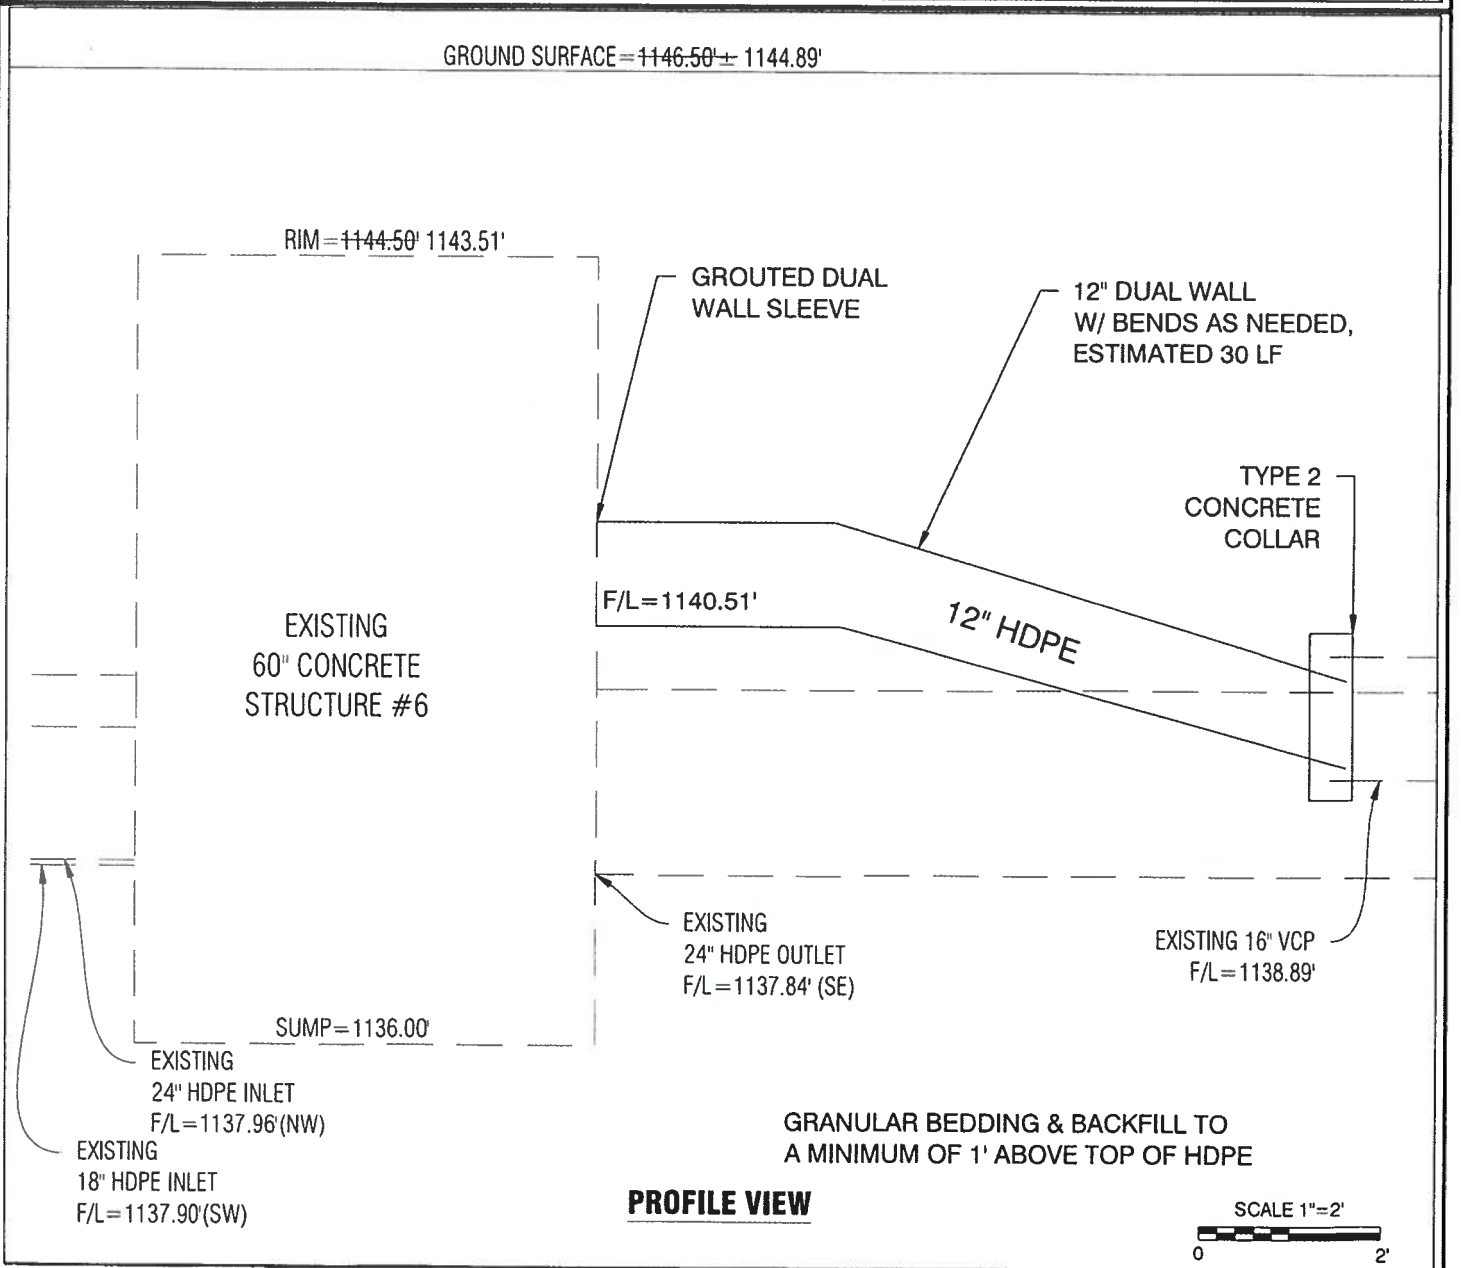 GROUND SURFACE=1146.50'± 1144.89'
RIM=1144.50' 1143.51'
GROUTED DUAL
WALL SLEEVE
12" DUAL WALL
W/ BENDS AS NEEDED,
ESTIMATED 30 LF
TYPE 2
CONCRETE
COLLAR
F/L=1140.51'
12" HDPE
EXISTING
60" CONCRETE
STRUCTURE #6
EXISTING
24" HDPE OUTLET
F/L=1137.84' (SE)
EXISTING 16" VCP
F/L=1138.89'
SUMP=1136.00'
EXISTING
24" HDPE INLET
F/L=1137.96'(NW)
EXISTING
18" HDPE INLET
F/L=1137.90'(SW)
GRANULAR BEDDING & BACKFILL TO
A MINIMUM OF 1' ABOVE TOP OF HDPE
PROFILE VIEW
SCALE 1"=2'
0 2'